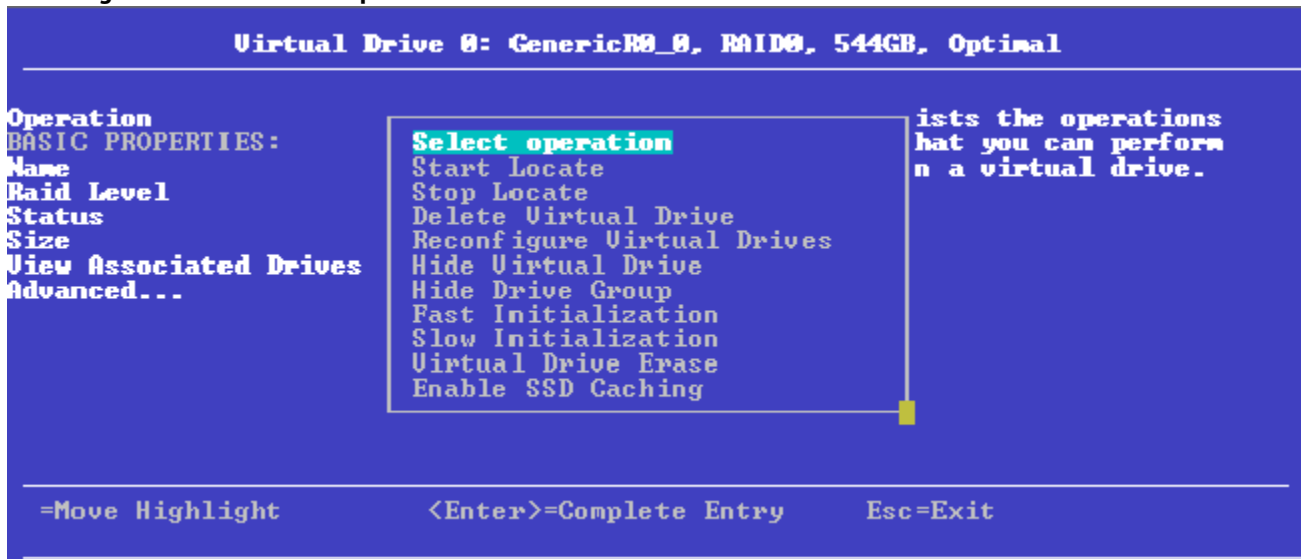 Virtual Drive 0: GenericR0_0, RAID0, 544GB, Optimal
Operation
BASIC PROPERTIES:
Name
Raid Level
Status
Size
View Associated Drives
Advanced...
Select operation
Start Locate
Stop Locate
Delete Virtual Drive
Reconfigure Virtual Drives
Hide Virtual Drive
Hide Drive Group
Fast Initialization
Slow Initialization
Virtual Drive Erase
Enable SSD Caching
ists the operations
hat you can perform
n a virtual drive.
=Move Highlight <Enter>=Complete Entry Esc=Exit